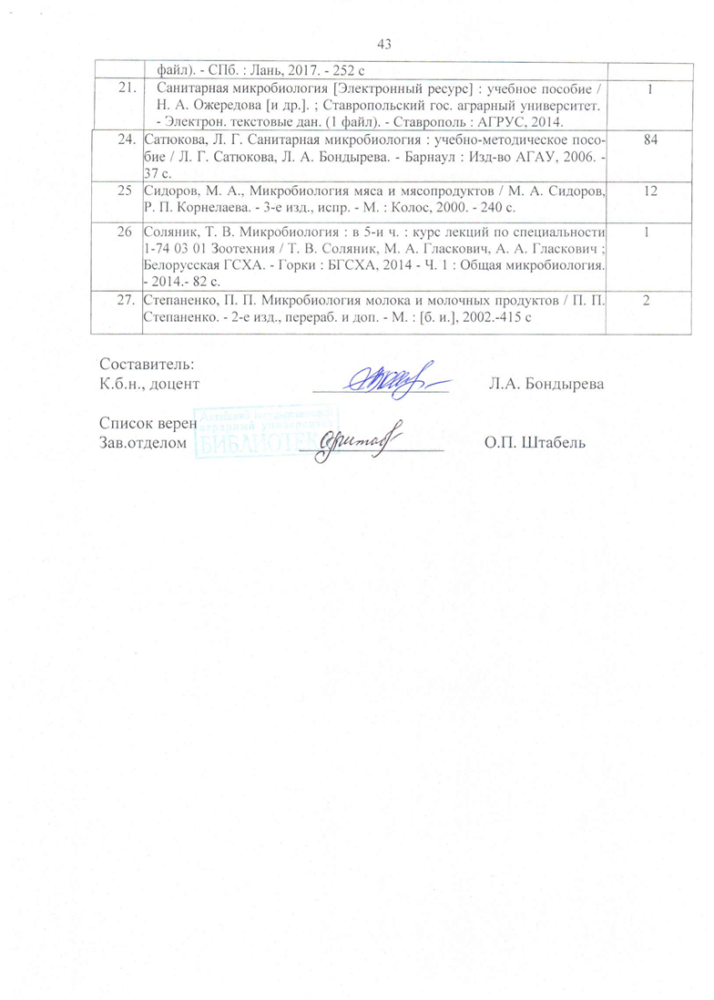 43
файл). - СПб. : Лань, 2017. - 252 с
21. Санитарная микробиология [Электронный ресурс] : учебное пособие / 1
Н. А. Ожередова [и др.]. ; Ставропольский гос. аграрный университет.
- Электрон. текстовые дан. (1 файл). - Ставрополь : АГРУС, 2014.
24. Сатюкова, Л. Г. Санитарная микробиология : учебно-методическое посо- 84
бие / Л. Г. Сатюкова, Л. А. Бондырева. - Барнаул : Изд-во АГАУ, 2006. -
37 с.
25 Сидоров, М. А., Микробиология мяса и мясопродуктов / М. А. Сидоров, 12
Р. П. Корнелаева. - 3-е изд., испр. - М. : Колос, 2000. - 240 с.
26 Соляник, Т. В. Микробиология : в 5-и ч. : курс лекций по специальности 1
1-74 03 01 Зоотехния / Т. В. Соляник, М. А. Гласкович, А. А. Гласкович ;
Белорусская ГСХА. - Горки : БГСХА, 2014 - Ч. 1 : Общая микробиология.
- 2014.- 82 с.
27. Степаненко, П. П. Микробиология молока и молочных продуктов / П. П. 2
Степаненко. - 2-е изд., перераб. и доп. - М. : [б. и.], 2002.-415 с
Составитель:
К.б.н., доцент Л.А. Бондырева
Список верен
Зав.отделом О.П. Штабель
аграрный университет
БИБЛИОТЕКА